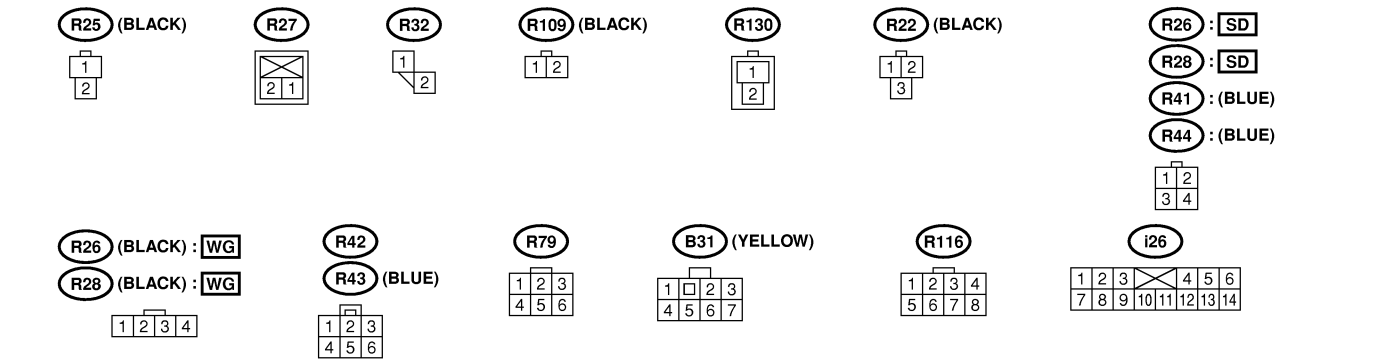 R25 (BLACK) R27 R32 R109 (BLACK) R130 R22 (BLACK) R26 : SD
R28 : SD
R41 : (BLUE)
R44 : (BLUE)
1
2
2 1
1
2
1 2
1
2
1 2
3
1 2
3 4
R26 (BLACK) : WG
R28 (BLACK) : WG
1 2 3 4
R42
R43 (BLUE)
1 2 3
4 5 6
R79
1 2 3
4 5 6
B31 (YELLOW)
1 2 3
4 5 6 7
R116
1 2 3 4
5 6 7 8
i26
1 2 3 4 5 6
7 8 9 10 11 12 13 14